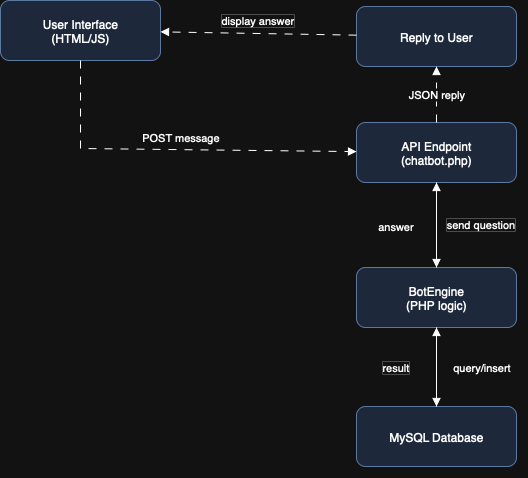 User Interface
(HTML/JS)
display answer
Reply to User
JSON reply
POST message
API Endpoint
(chatbot.php)
answer
send question
BotEngine
(PHP logic)
result
query/insert
MySQL Database